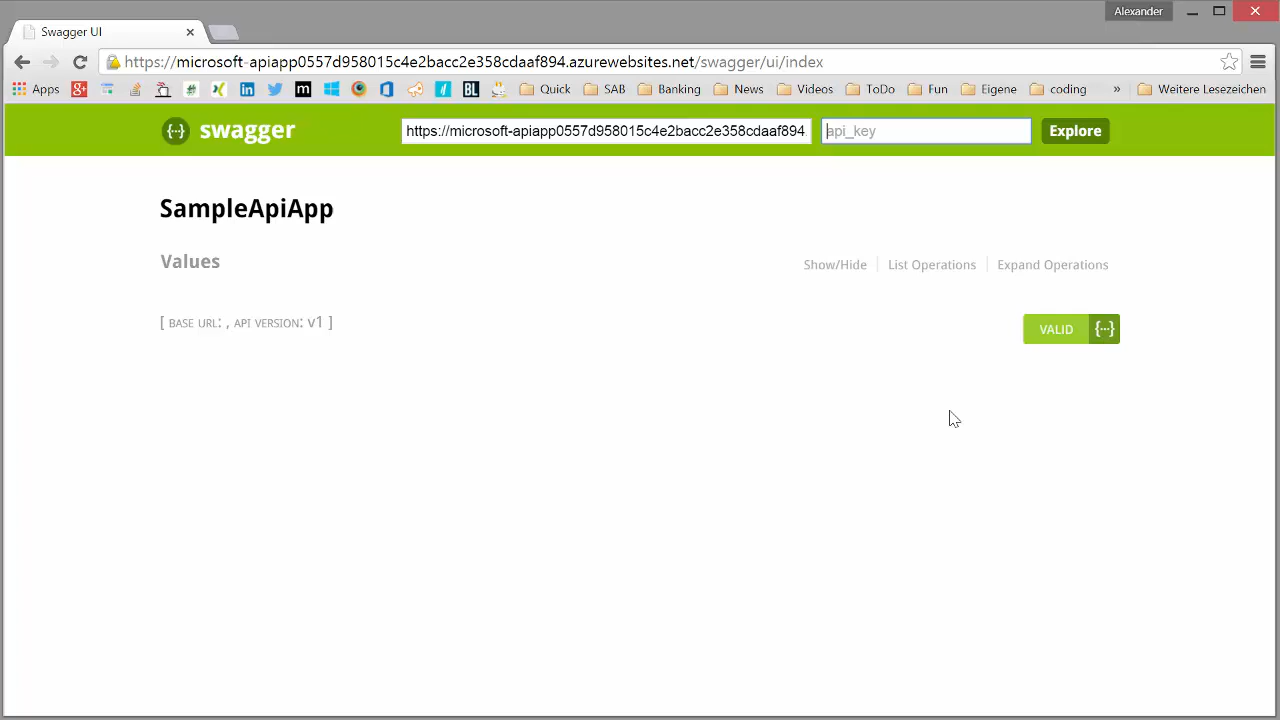 Alexander
Swagger UI
https://microsoft-apiapp0557d958015c4e2bacc2e358cdaaf894.azurewebsites.net/swagger/ui/index
Apps Quick SAB Banking News Videos ToDo Fun Eigene coding » Weitere Lesezeichen
swagger https://microsoft-apiapp0557d958015c4e2bacc2e358cdaaf894. api_key Explore
SampleApiApp
Values Show/Hide List Operations Expand Operations
[ BASE URL: , API VERSION: v1 ] VALID {···}